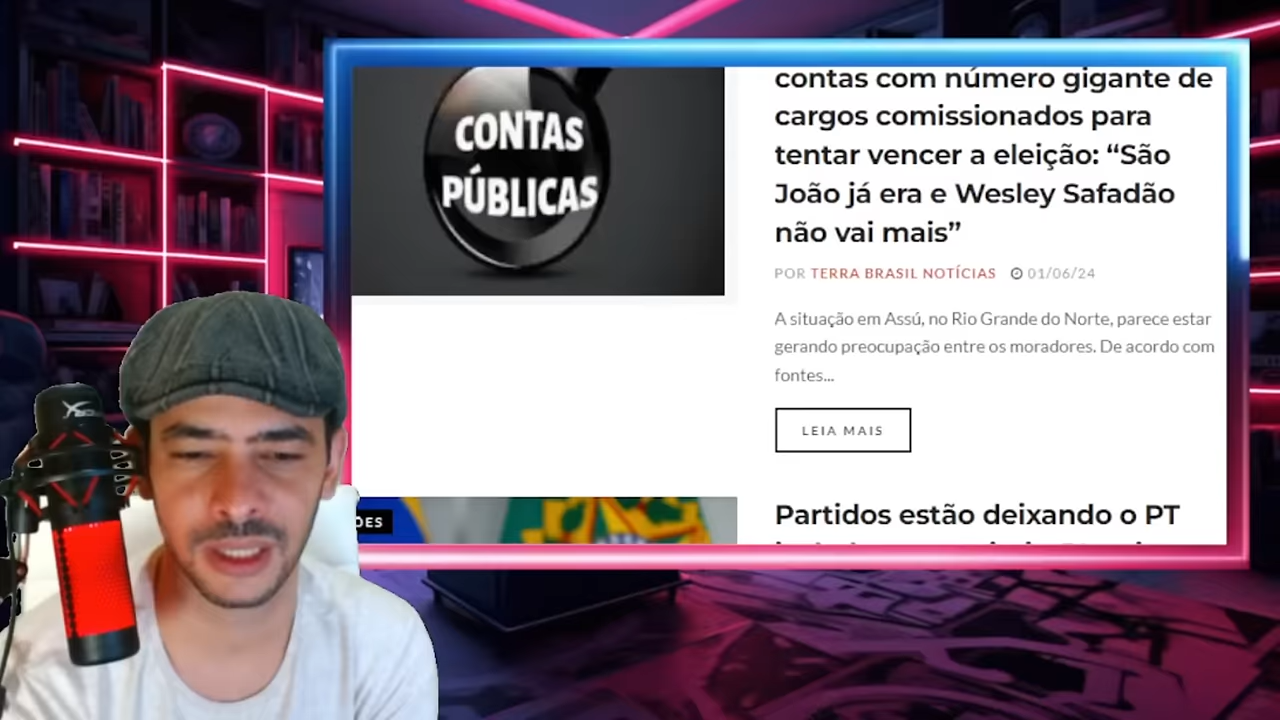 CONTAS
PÚBLICAS
contas com número gigante de
cargos comissionados para
tentar vencer a eleição: “São
João já era e Wesley Safadão
não vai mais”
POR TERRA BRASIL NOTÍCIAS 01/06/24
A situação em Assú, no Rio Grande do Norte, parece estar
gerando preocupação entre os moradores. De acordo com
fontes...
LEIA MAIS
ÕES
Partidos estão deixando o PT